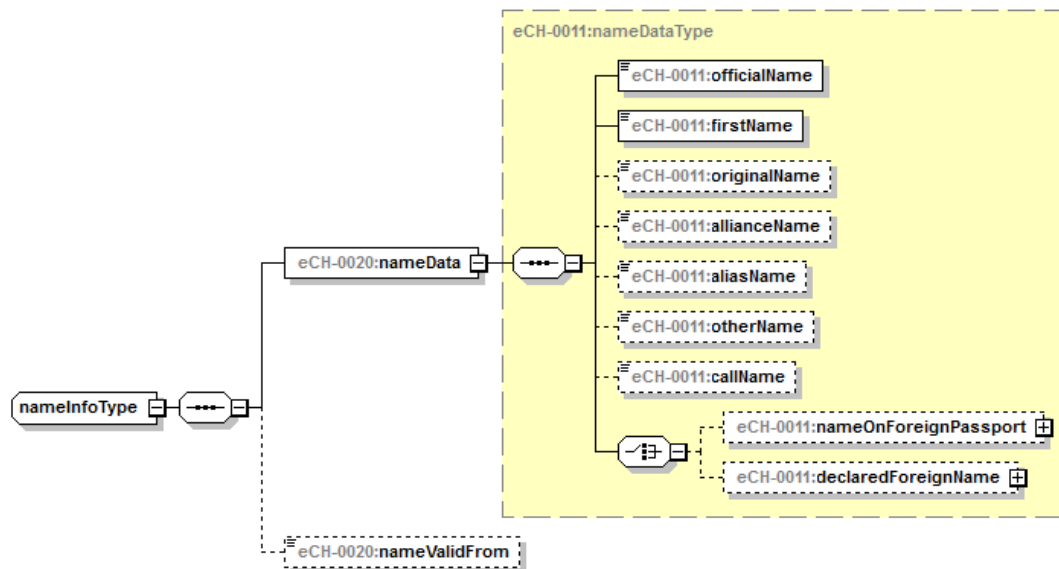 eCH-0011:nameDataType
eCH-0011:officialName
eCH-0011:firstName
eCH-0011:originalName
eCH-0011:allianceName
eCH-0020:nameData
eCH-0011:aliasName
eCH-0011:otherName
eCH-0011:callName
nameInfoType
eCH-0011:nameOnForeignPassport
eCH-0011:declaredForeignName
eCH-0020:nameValidFrom